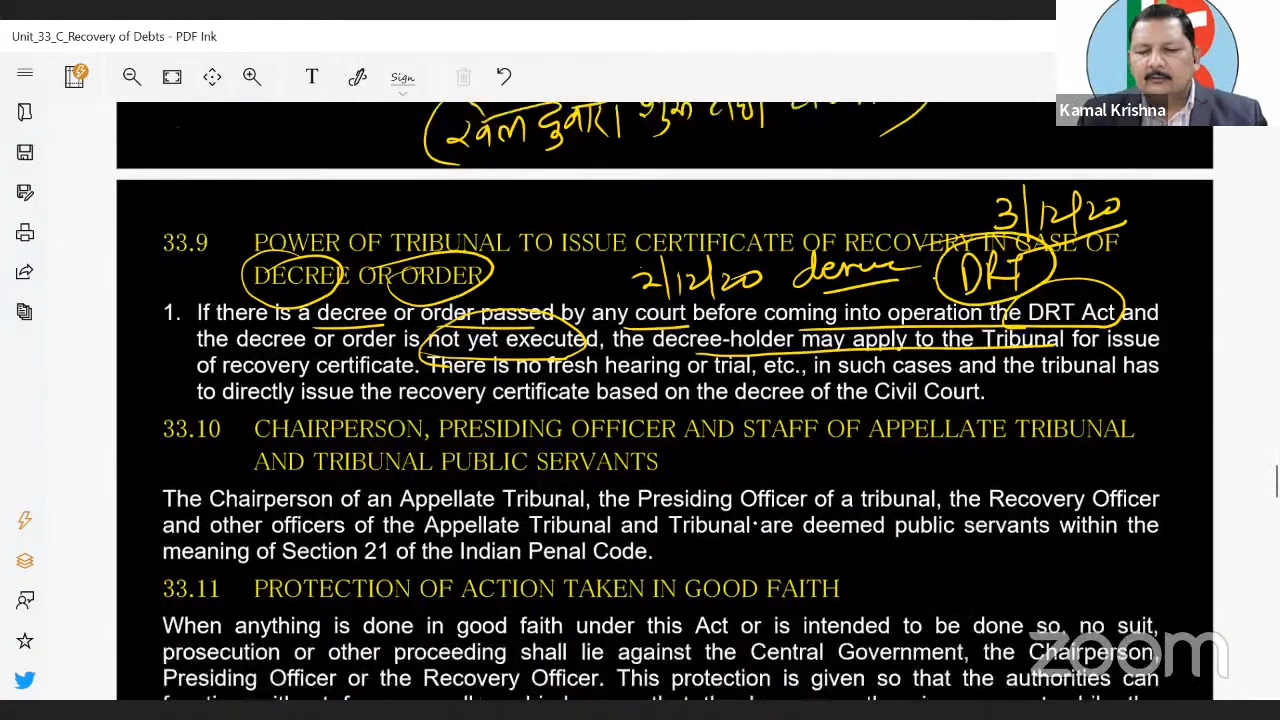 Unit_33_C_Recovery of Debts - PDF Ink
T
Sign
Kamal Krishna
3/12/20
33.9 POWER OF TRIBUNAL TO ISSUE CERTIFICATE OF RECOVERY IN CASE OF
DECREE OR ORDER
2/12/20 DRT
1. If there is a decree or order passed by any court before coming into operation the DRT Act and
the decree or order is not yet executed, the decree-holder may apply to the Tribunal for issue
of recovery certificate. There is no fresh hearing or trial, etc., in such cases and the tribunal has
to directly issue the recovery certificate based on the decree of the Civil Court.
33.10 CHAIRPERSON, PRESIDING OFFICER AND STAFF OF APPELLATE TRIBUNAL
AND TRIBUNAL PUBLIC SERVANTS
The Chairperson of an Appellate Tribunal, the Presiding Officer of a tribunal, the Recovery Officer
and other officers of the Appellate Tribunal and Tribunal are deemed public servants within the
meaning of Section 21 of the Indian Penal Code.
33.11 PROTECTION OF ACTION TAKEN IN GOOD FAITH
When anything is done in good faith under this Act or is intended to be done so, no suit,
prosecution or other proceeding shall lie against the Central Government, the Chairperson,
Presiding Officer or the Recovery Officer. This protection is given so that the authorities can
zoom